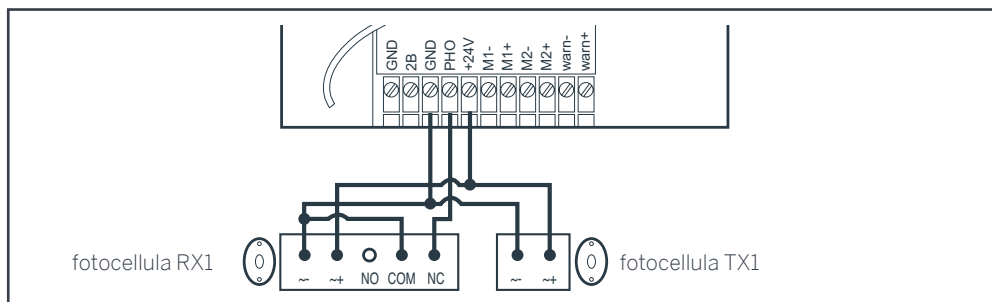 GND 2B GND PHO +24V M1- M1+ M2- M2+ warn- warn+
fotocellula RX1
~- ~+ NO COM NC
~- ~+
fotocellula TX1